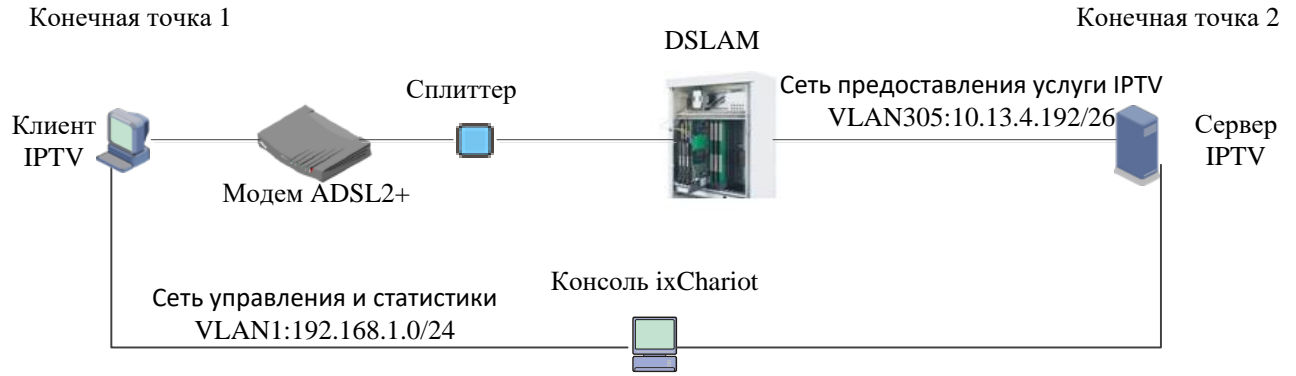 Конечная точка 1
Конечная точка 2
DSLAM
Сеть предоставления услуги IPTV
VLAN305:10.13.4.192/26
Сплиттер
Клиент
IPTV
Сервер
IPTV
Модем ADSL2+
Консоль ixChariot
Сеть управления и статистики
VLAN1:192.168.1.0/24